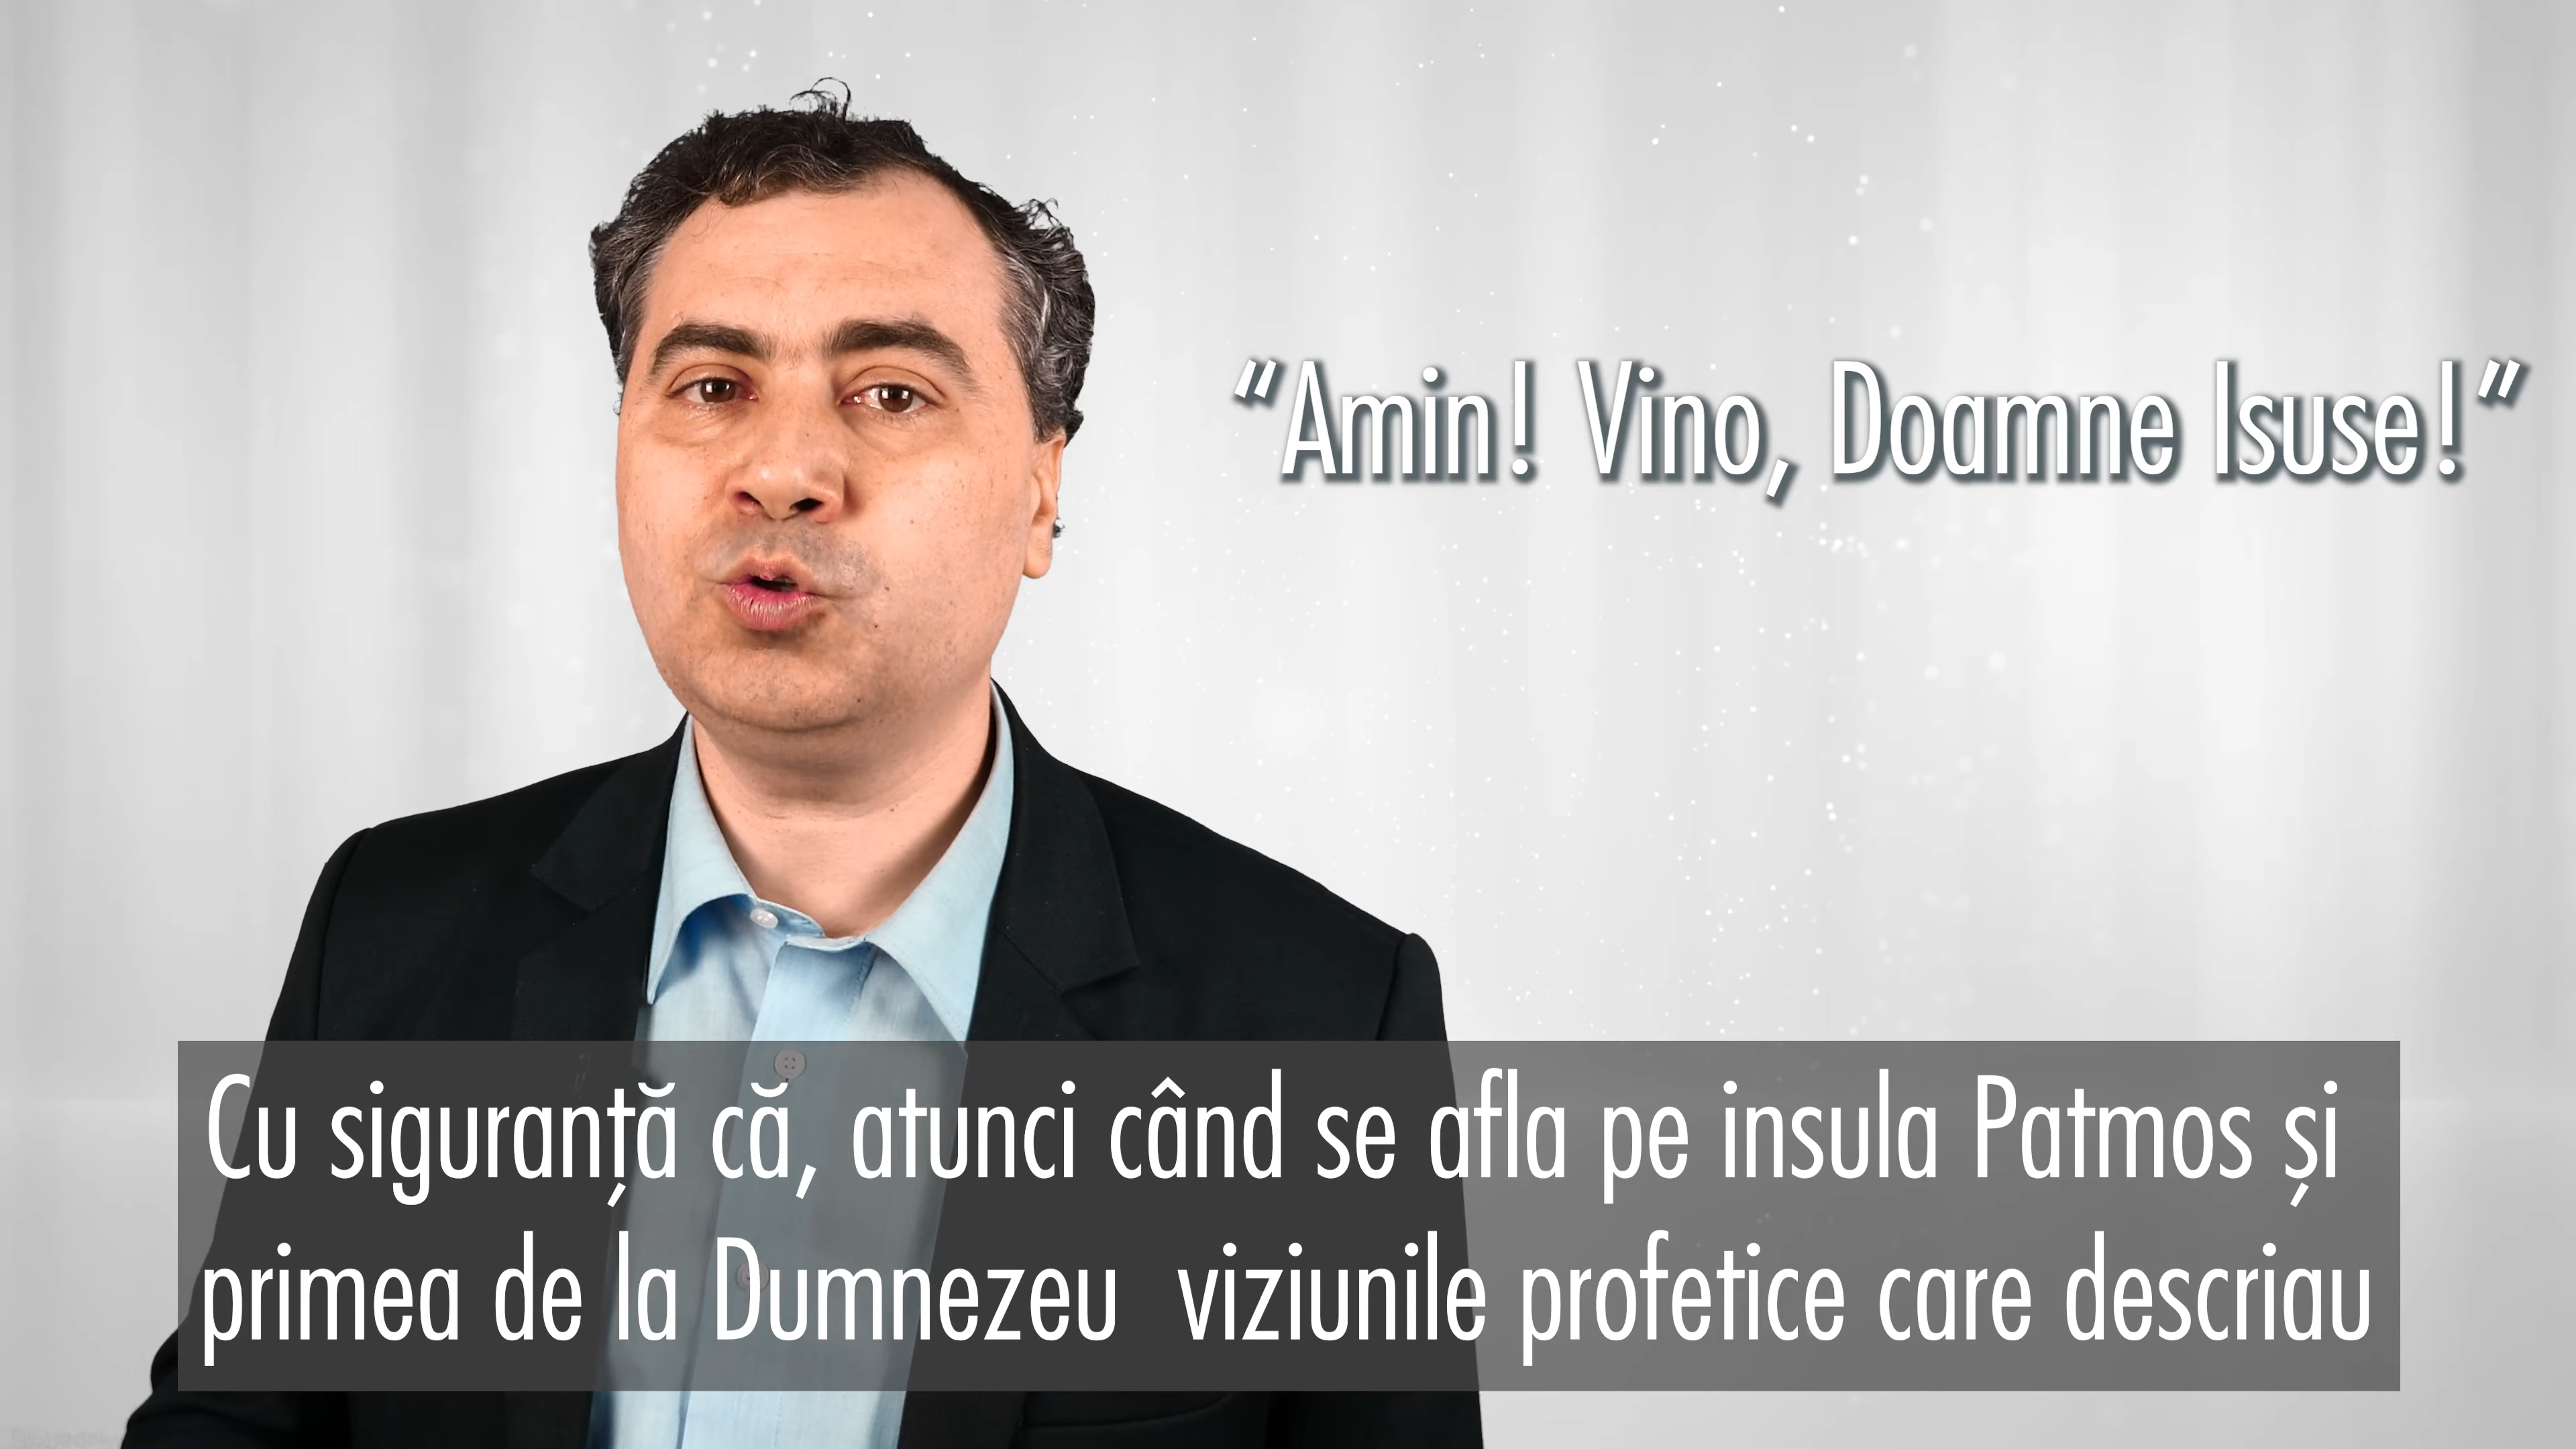 “Amin! Vino, Doamne Isuse!”
Cu siguranță că, atunci când se afla pe insula Patmos și
primea de la Dumnezeu  viziunile profetice care descriau